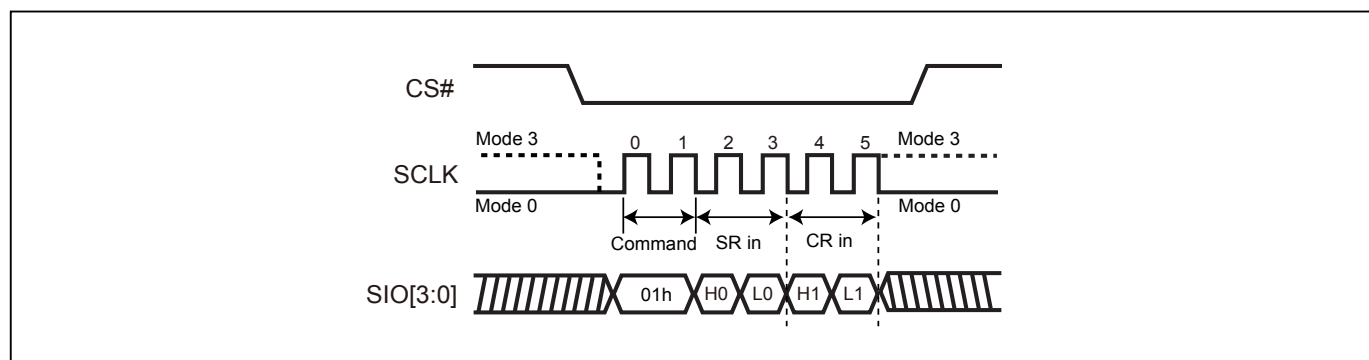 CS#
Mode 3
0 1 2 3 4 5
Mode 3
SCLK
Mode 0
Mode 0
Command
SR in
CR in
SIO[3:0]
01h
H0
L0
H1
L1